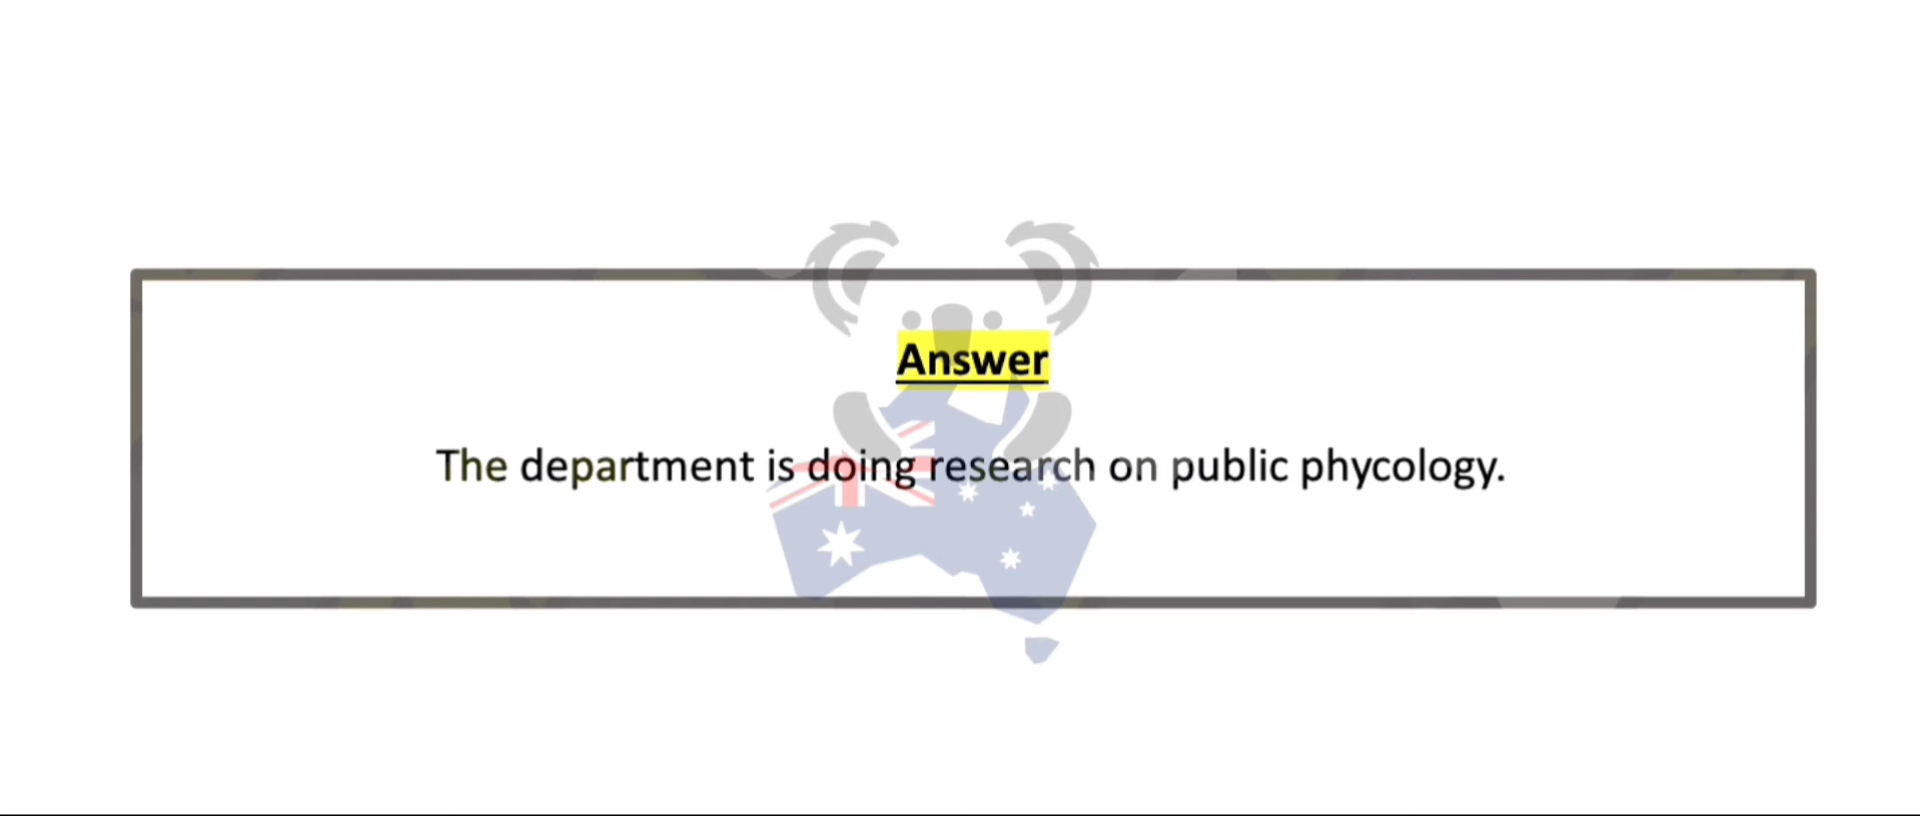 Answer
The department is doing research on public phycology.